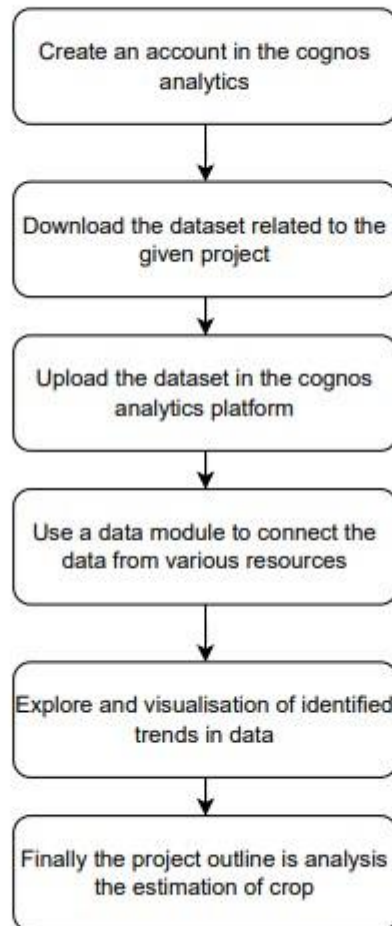 Create an account in the cognos
analytics
Download the dataset related to the
given project
Upload the dataset in the cognos
analytics platform
Use a data module to connect the
data from various resources
Explore and visualisation of identified
trends in data
Finally the project outline is analysis
the estimation of crop